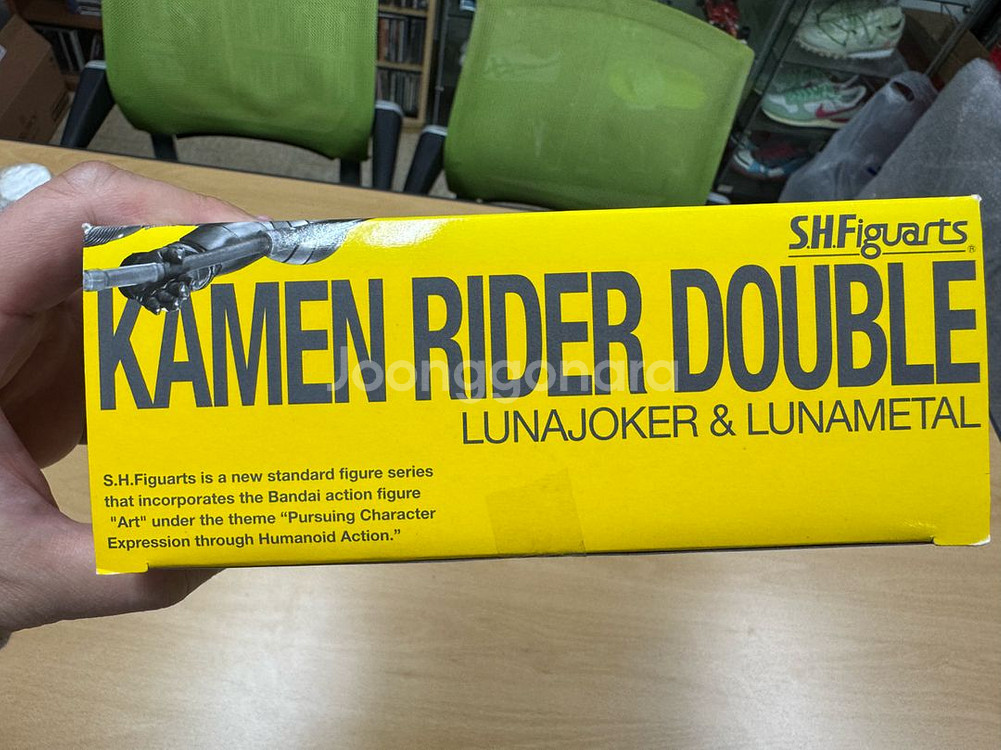 S.H.Figuarts®
KAMEN RIDER DOUBLE
Joonggonara
LUNAJOKER & LUNAMETAL
S.H.Figuarts is a new standard figure series
that incorporates the Bandai action figure
"Art" under the theme “Pursuing Character
Expression through Humanoid Action.”